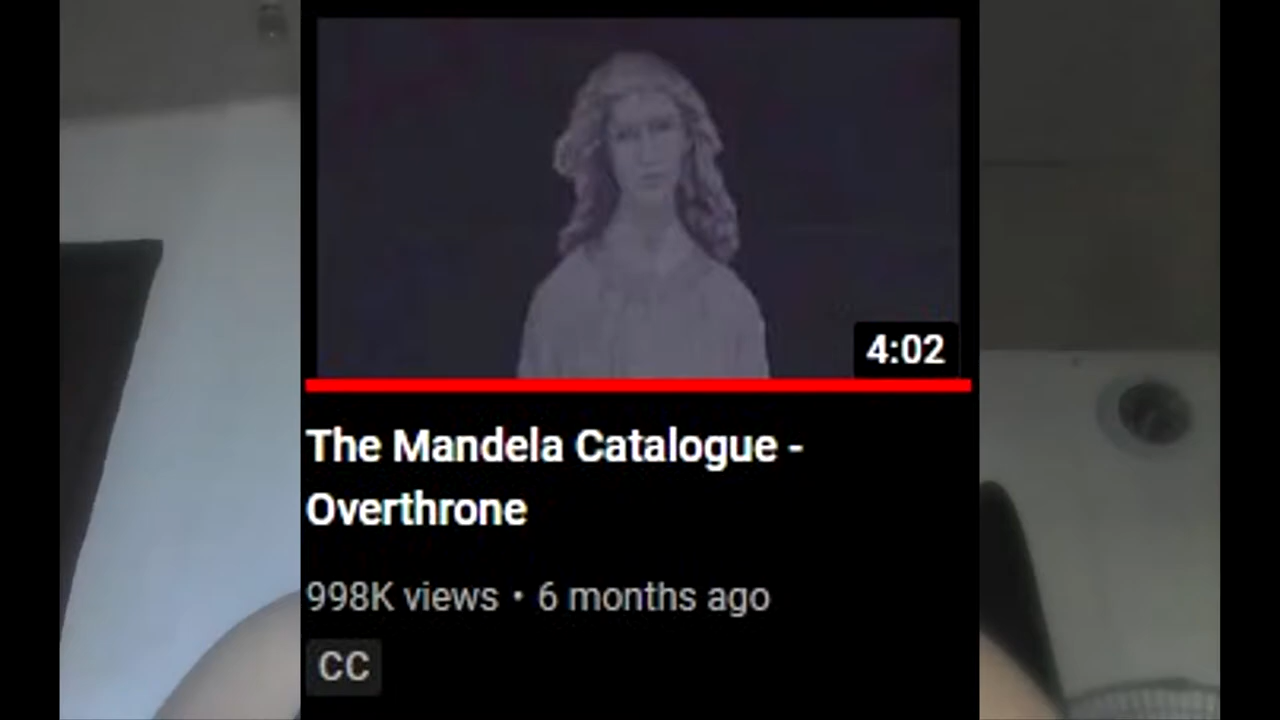 4:02
The Mandela Catalogue -
Overthrone
998K views • 6 months ago
CC